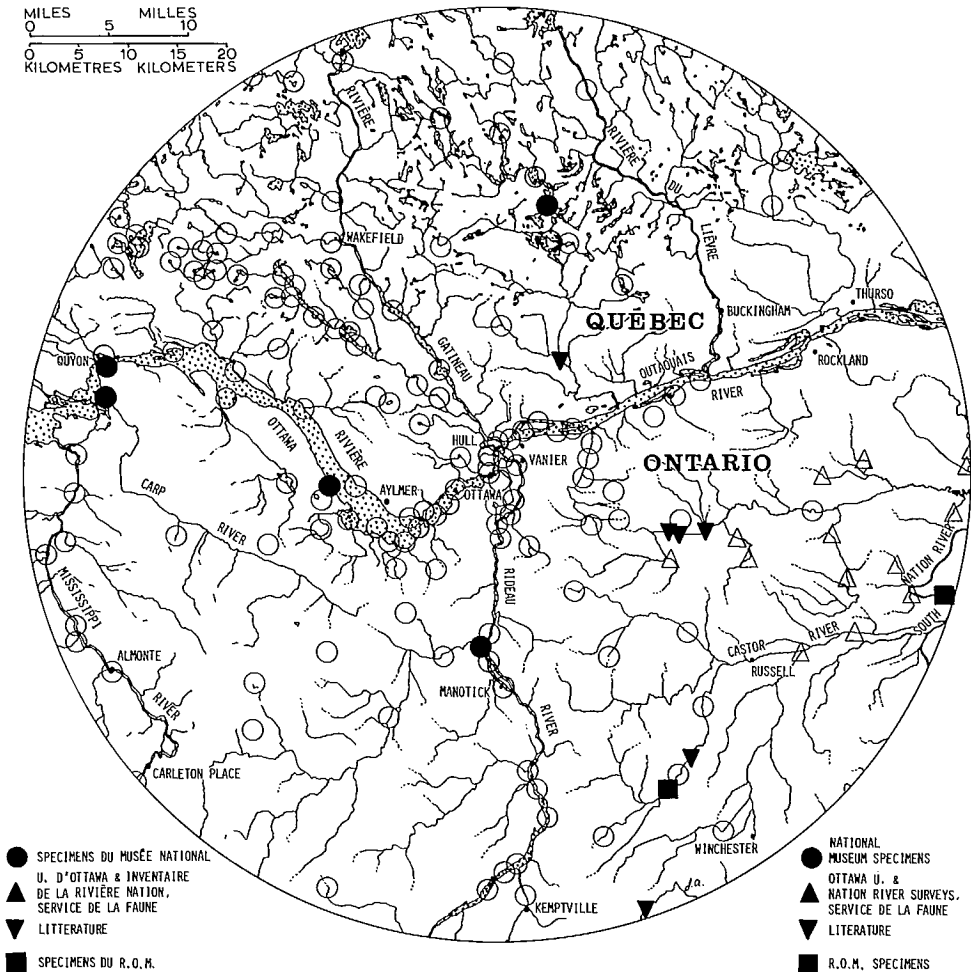 MILES MILLES
0 5 10
0 5 10 15 20
KILOMETRES KILOMETERS
RIVIÈRE
RIVIÈRE
DU
LIÈVRE
WAKEFIELD
QUÉBEC
BUCKINGHAM
THURSO
QUYON
GATINEAU
OUTAOUAIS
ROCKLAND
RIVER
OTTAWA
RIVIÈRE
HULL
VANIER
ONTARIO
CARP
RIVER
AYLMER
OTTAWA
NATION RIVER
SOUTH
MISSISSIPPI
RIVER
RIDEAU
CASTOR
RIVER
RUSSELL
ALMONTE
MANOTICK
RIVER
CARLETON PLACE
WINCHESTER
d.a.
KEMPTVILLE
SPECIMENS DU MUSÉE NATIONAL
U. D'OTTAWA & INVENTAIRE
DE LA RIVIÈRE NATION,
SERVICE DE LA FAUNE
LITTERATURE
SPECIMENS DU R.O.M.
NATIONAL
MUSEUM SPECIMENS
OTTAWA U. &
NATION RIVER SURVEYS,
SERVICE DE LA FAUNE
LITERATURE
R.O.M. SPECIMENS